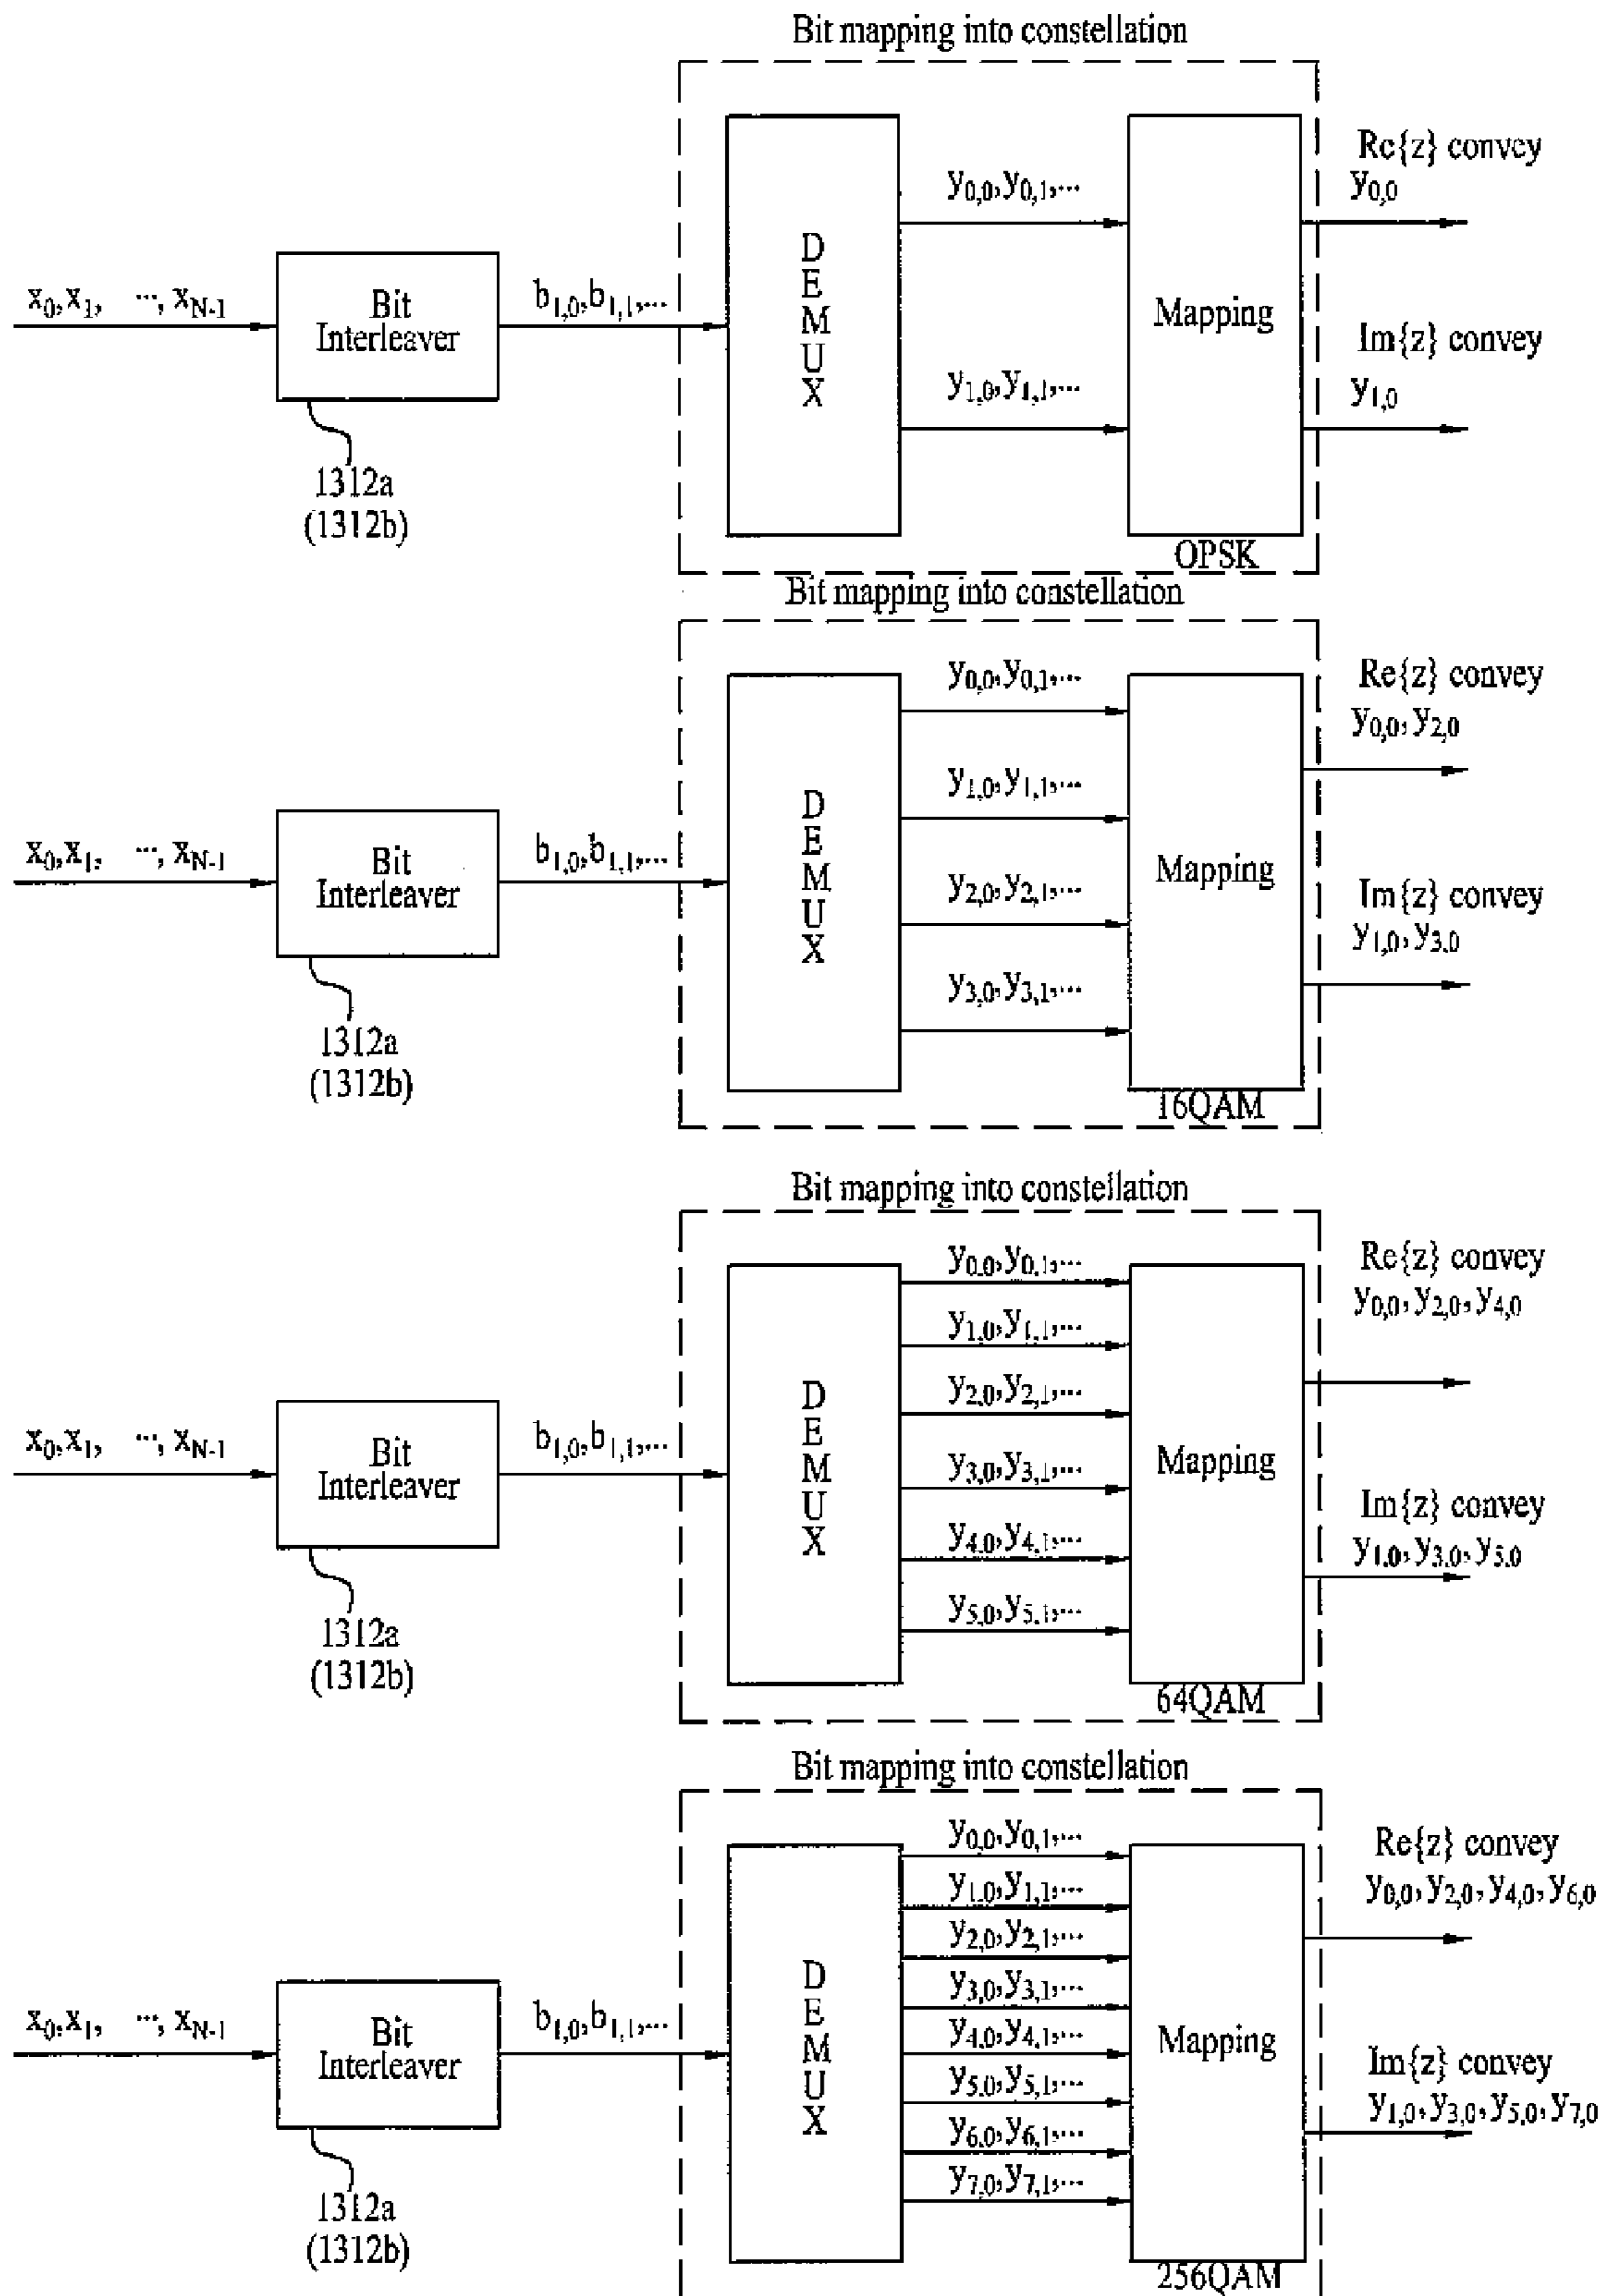 Bit mapping into constellation
x0,x1, ..., xN-1
Bit
Interleaver
1312a
(1312b)
b1,0,b1,1,...
D
E
M
U
X
y0,0,y0,1,...
y1,0,y1,1,...
Mapping
OPSK
Rc{z} convey
y0,0
Im{z} convey
y1,0
Bit mapping into constellation
x0,x1, ..., xN-1
Bit
Interleaver
1312a
(1312b)
b1,0,b1,1,...
D
E
M
U
X
y0,0,y0,1,...
y1,0,y1,1,...
y2,0,y2,1,...
y3,0,y3,1,...
Mapping
16QAM
Re{z} convey
y0,0,y2,0
Im{z} convey
y1,0,y3,0
Bit mapping into constellation
x0,x1, ..., xN-1
Bit
Interleaver
1312a
(1312b)
b1,0,b1,1,...
D
E
M
U
X
y0,0,y0,1,...
y1,0,y1,1,...
y2,0,y2,1,...
y3,0,y3,1,...
y4,0,y4,1,...
y5,0,y5,1,...
Mapping
64QAM
Re{z} convey
y0,0,y2,0,y4,0
Im{z} convey
y1,0,y3,0,y5,0
Bit mapping into constellation
x0,x1, ..., xN-1
Bit
Interleaver
1312a
(1312b)
b1,0,b1,1,...
D
E
M
U
X
y0,0,y0,1,...
y1,0,y1,1,...
y2,0,y2,1,...
y3,0,y3,1,...
y4,0,y4,1,...
y5,0,y5,1,...
y6,0,y6,1,...
y7,0,y7,1,...
Mapping
256QAM
Re{z} convey
y0,0,y2,0,y4,0,y6,0
Im{z} convey
y1,0,y3,0,y5,0,y7,0